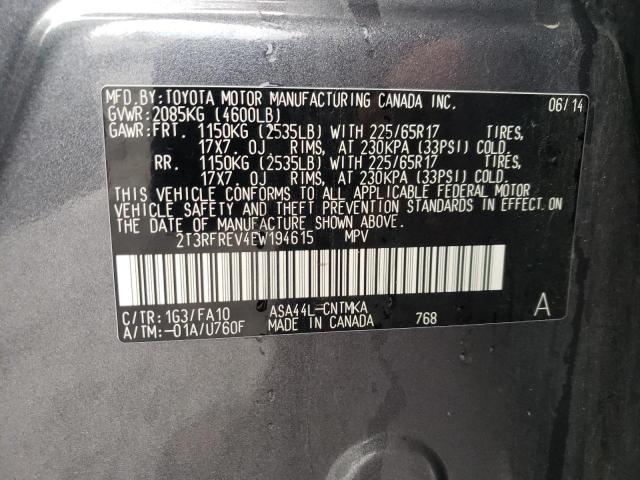 MFD.BY:TOYOTA MOTOR MANUFACTURING CANADA INC. 06/14
GVWR:2085KG (4600LB)
GAWR:FRT. 1150KG (2535LB) WITH 225/65R17 TIRES,
17X7. OJ RIMS, AT 230KPA (33PSI) COLD.
RR. 1150KG (2535LB) WITH 225/65R17 TIRES,
17X7. OJ RIMS, AT 230KPA (33PSI) COLD.
THIS VEHICLE CONFORMS TO ALL APPLICABLE FEDERAL MOTOR
VEHICLE SAFETY AND THEFT PREVENTION STANDARDS IN EFFECT ON
THE DATE OF MANUFACTURE SHOWN ABOVE.
2T3RFREV4EW194615 MPV
C/TR:1G3/FA10 ASA44L-CNTMKA
A/TM:-01A/U760F MADE IN CANADA 768 A